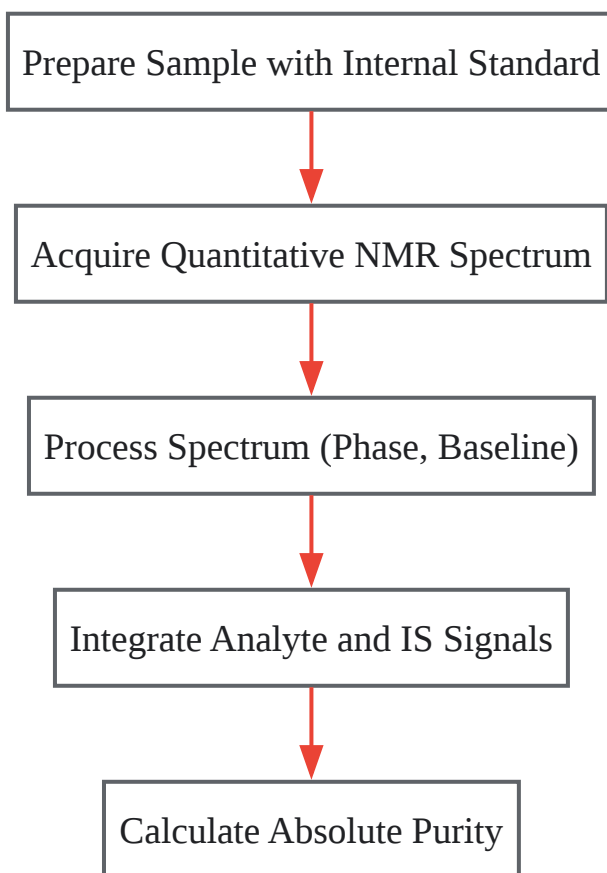 Prepare Sample with Internal Standard
Acquire Quantitative NMR Spectrum
Process Spectrum (Phase, Baseline)
Integrate Analyte and IS Signals
Calculate Absolute Purity